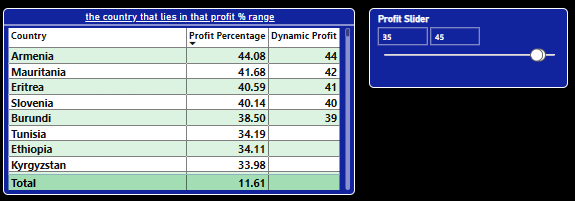 the country that lies in that profit % range
Country Profit Percentage Dynamic Profit
Armenia 44.08 44
Mauritania 41.68 42
Eritrea 40.59 41
Slovenia 40.14 40
Burundi 38.50 39
Tunisia 34.19
Ethiopia 34.11
Kyrgyzstan 33.98
Total 11.61
Profit Slider
35 45